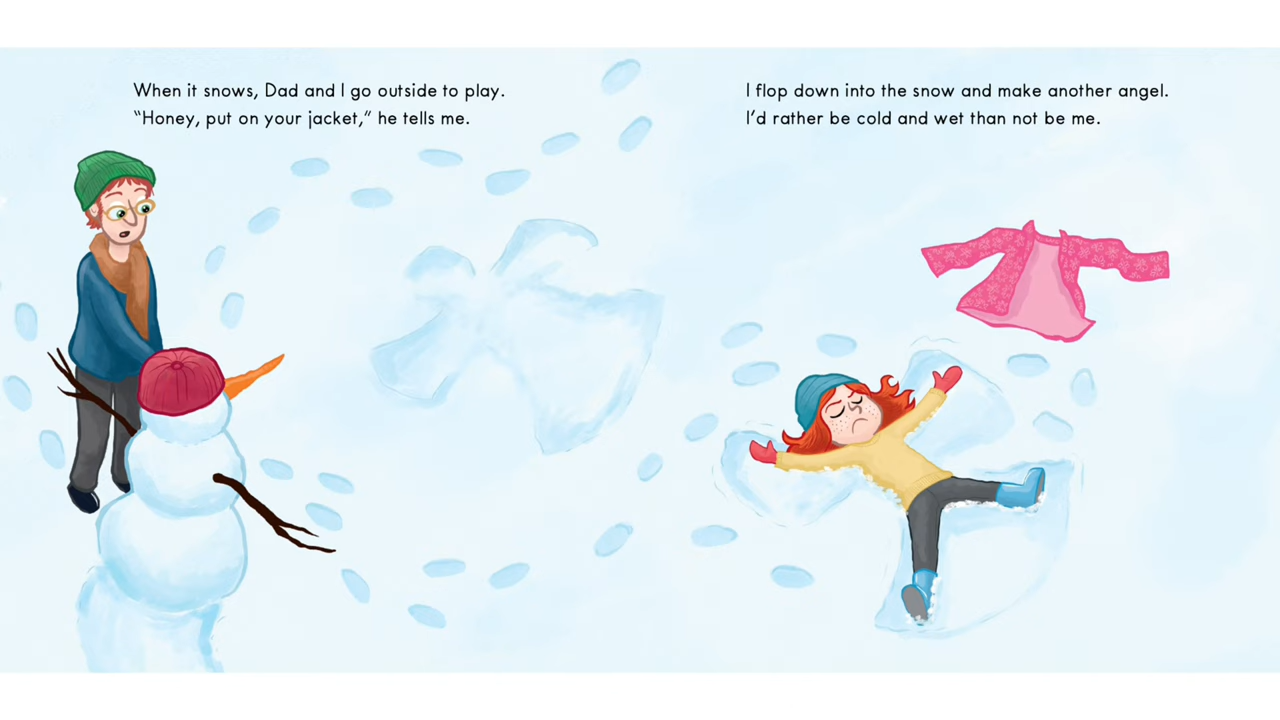 When it snows, Dad and I go outside to play.
“Honey, put on your jacket,” he tells me.
I flop down into the snow and make another angel.
I’d rather be cold and wet than not be me.